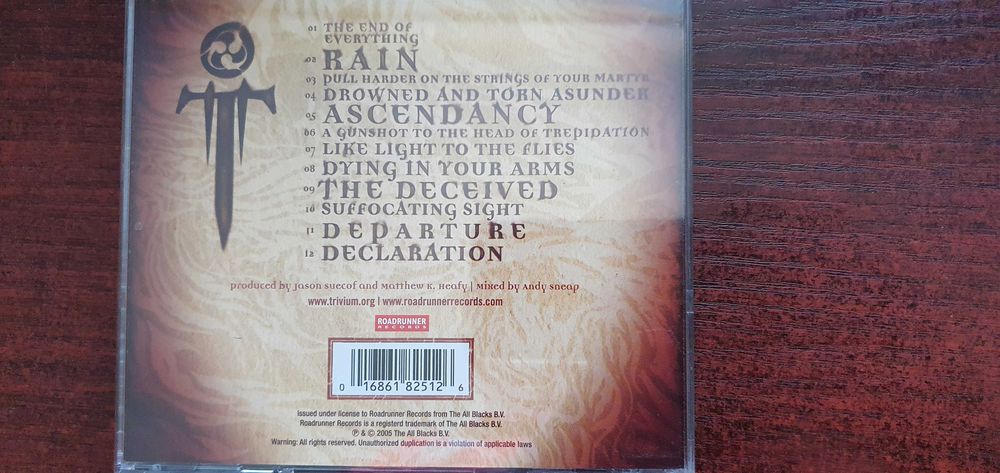 01 THE END OF
EVERYTHING
02 RAIN
03 PULL HARDER ON THE STRINGS OF YOUR MARTYR
04 DROWNED AND TORN ASUNDER
05 ASCENDANCY
06 A GUNSHOT TO THE HEAD OF TREPIDATION
07 LIKE LIGHT TO THE FLIES
08 DYING IN YOUR ARMS
09 THE DECEIVED
10 SUFFOCATING SIGHT
11 DEPARTURE
12 DECLARATION
produced by Jason Suecof and Matthew K. Heafy | Mixed by Andy Sneap
www.trivium.org | www.roadrunnerrecords.com
ROADRUNNER
RECORDS
0 16861 82512 6
Issued under license to Roadrunner Records from The All Blacks B.V.
Roadrunner Records is a registerd trademark of The All Blacks B.V.
℗ & © 2005 The All Blacks B.V.
Warning: All rights reserved. Unauthorized duplication is a violation of applicable laws